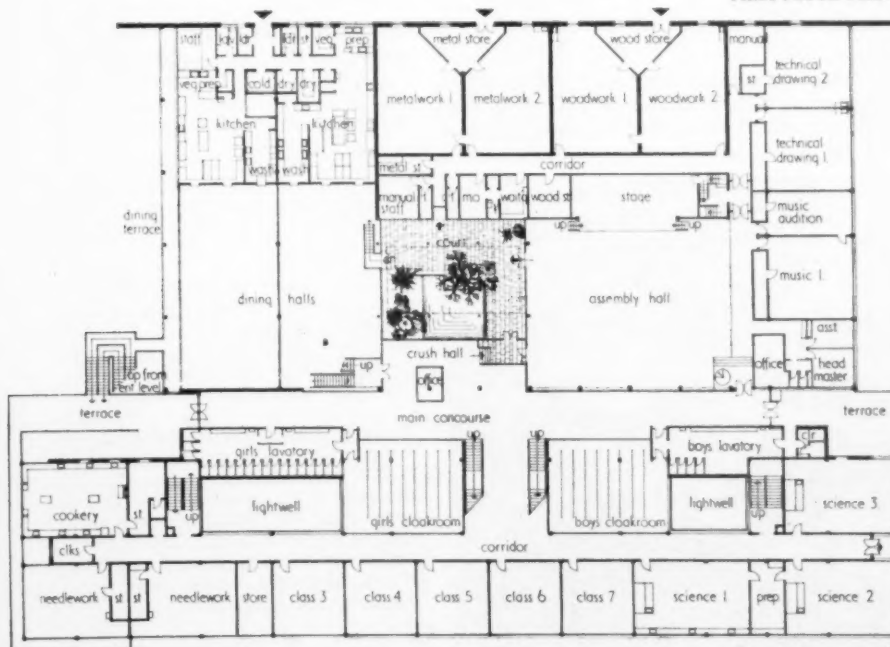 staff
ldr
ldr
st
veg
prep
metal store
wood store
manual
st
technical
drawing 2
veg
prep
cold
dry
dry
metalwork 1.
metalwork 2.
woodwork 1.
woodwork 2
kitchen
kitchen
technical
drawing 1.
wash
wash
metal st
corridor
manual
staff
wood st
stage
music
audition
dining
terrace
up
up
court
dining halls
assembly hall
music 1.
crush hall
asst
up
office
office
head
master
up from
terrace
main concourse
terrace
girls lavatory
up
up
boys lavatory
cookery
st
up
lightwell
girls cloakroom
boys cloakroom
lightwell
up
science 3
clks
corridor
needlework
st
st
needlework
store
class 3
class 4
class 5
class 6
class 7
science 1.
prep
science 2